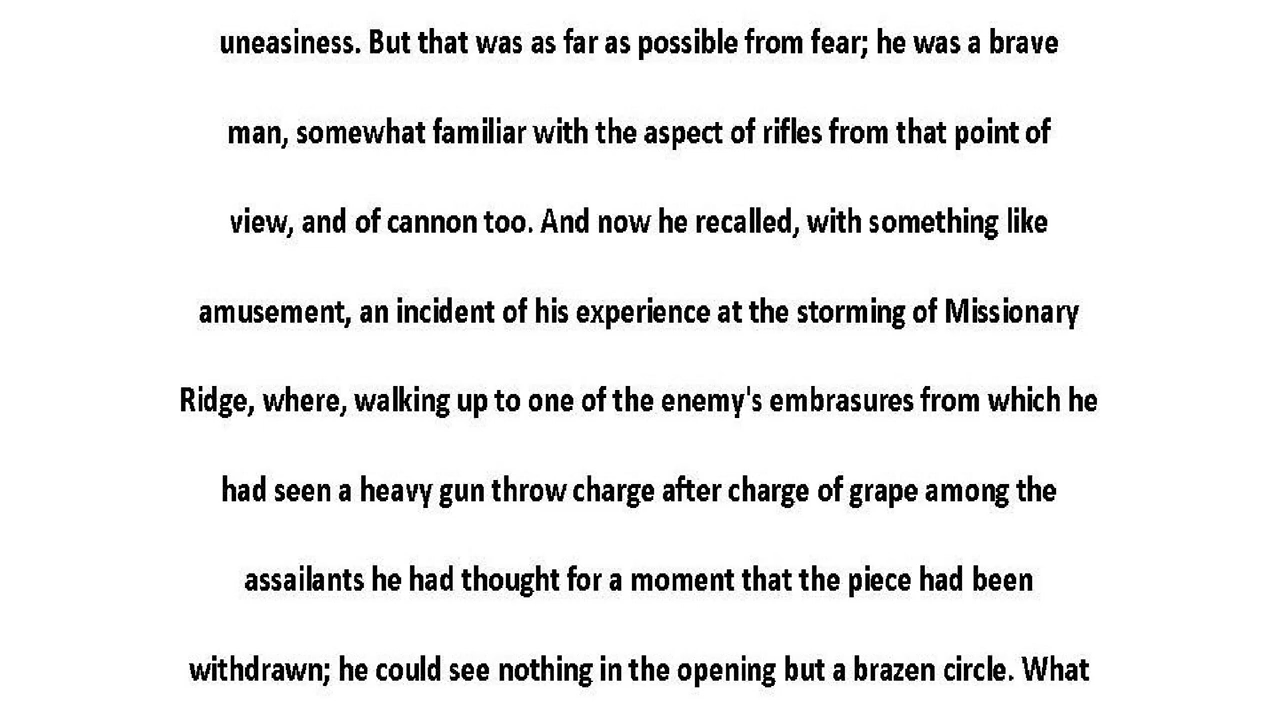 uneasiness. But that was as far as possible from fear; he was a brave
man, somewhat familiar with the aspect of rifles from that point of
view, and of cannon too. And now he recalled, with something like
amusement, an incident of his experience at the storming of Missionary
Ridge, where, walking up to one of the enemy's embrasures from which he
had seen a heavy gun throw charge after charge of grape among the
assailants he had thought for a moment that the piece had been
withdrawn; he could see nothing in the opening but a brazen circle. What